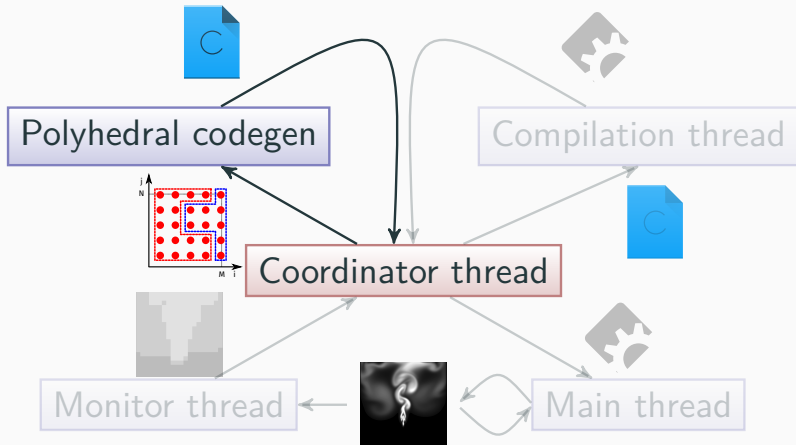 C
Polyhedral codegen
Compilation thread
j
N
M
i
C
Coordinator thread
Monitor thread
Main thread